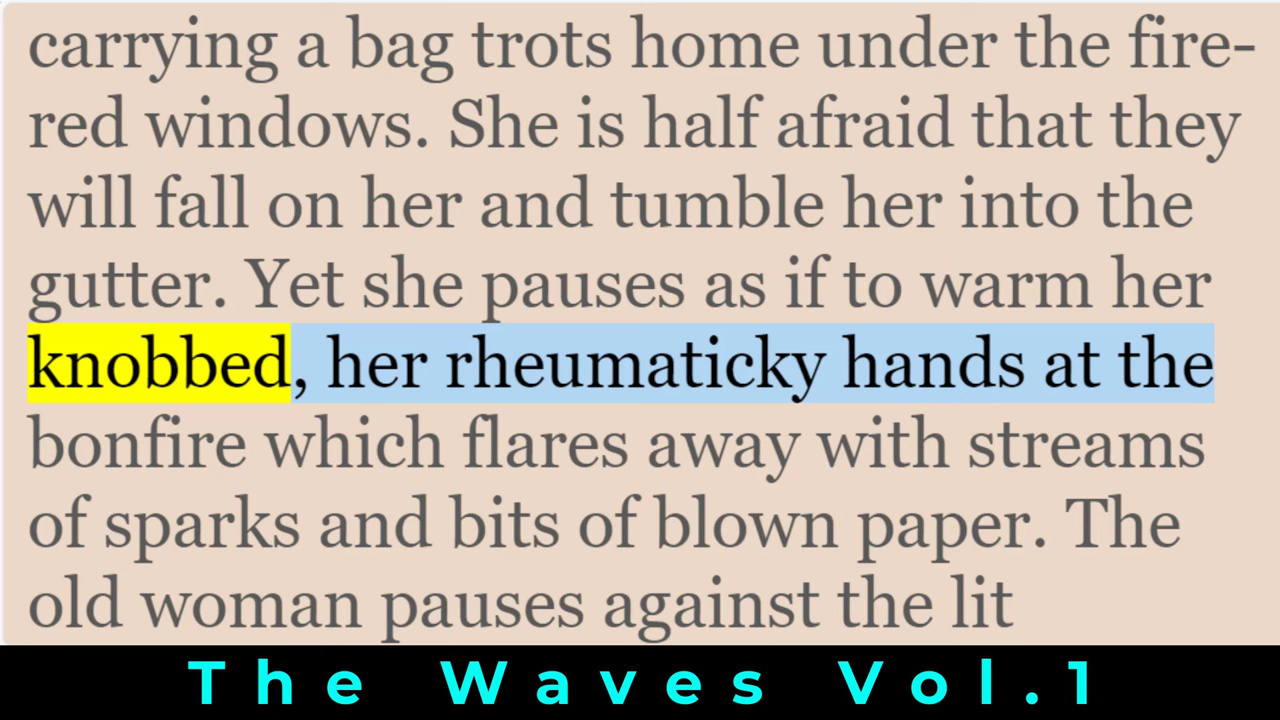 carrying a bag trots home under the fire-
red windows. She is half afraid that they
will fall on her and tumble her into the
gutter. Yet she pauses as if to warm her
knobbed, her rheumaticky hands at the
bonfire which flares away with streams
of sparks and bits of blown paper. The
old woman pauses against the lit
The Waves Vol.1